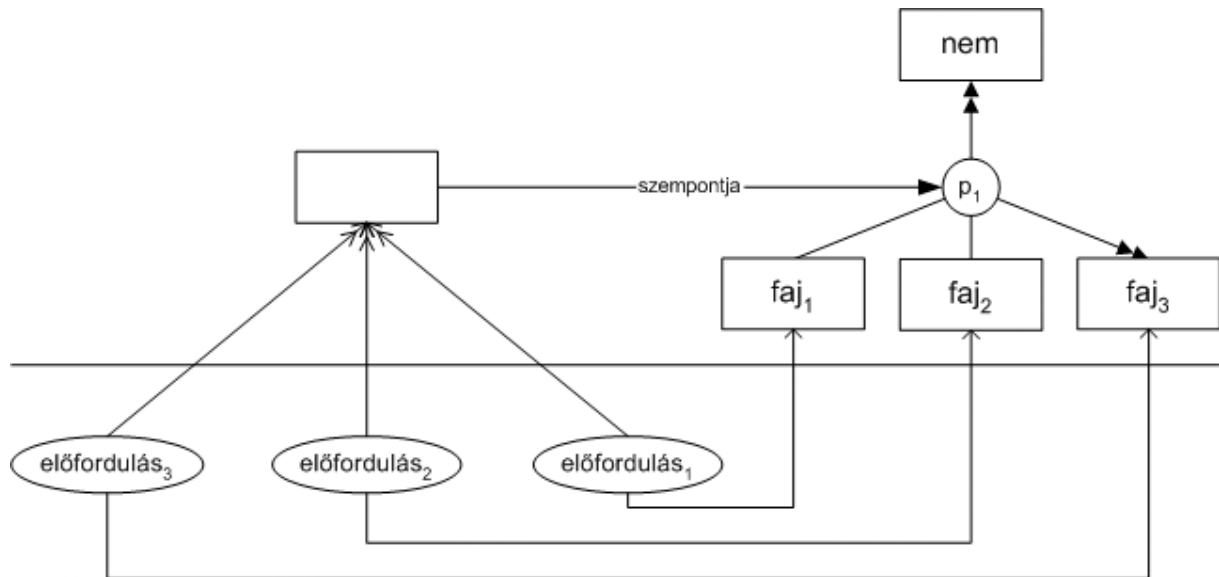 nem
szempontja
p₁
faj₁
faj₂
faj₃
előfordulás₃
előfordulás₂
előfordulás₁